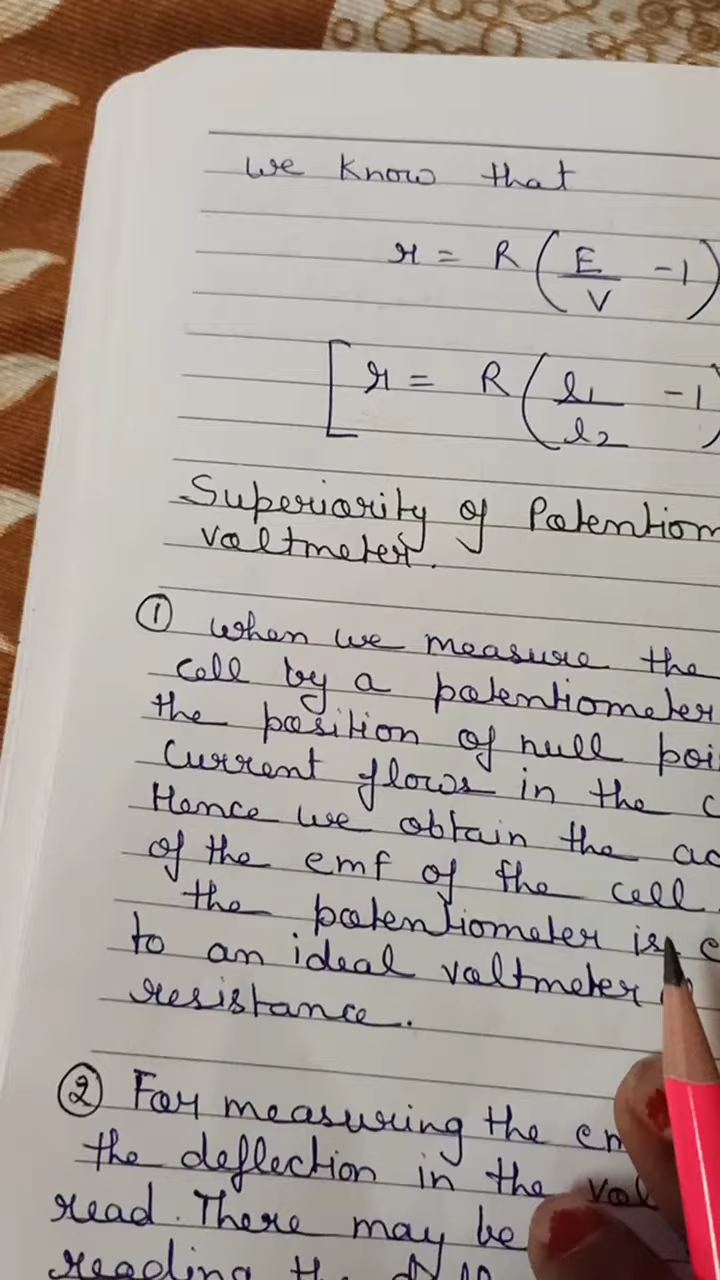 we know that
r = R (E/V - 1)
[r = R (l1/l2 - 1)
Superiority of Potentiom
voltmeter.
① When we measure the
cell by a potentiometer
the position of null poi
current flows in the c
Hence we obtain the ac
of the emf of the cell.
the potentiometer is e
to an ideal voltmeter
resistance.
② For measuring the em
the deflection in the vol
read. There may be
reading the